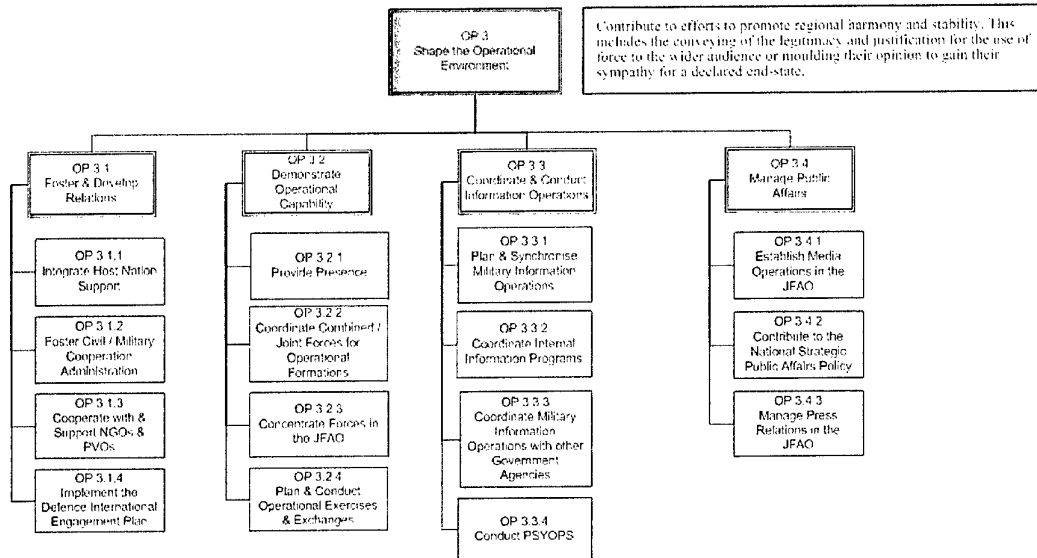 OP 3
Shape the Operational
Environment
Contribute to efforts to promote regional harmony and stability. This
includes the conveying of the legitimacy and justification for the use of
force to the wider audience or moulding their opinion to gain their
sympathy for a declared end-state.
OP 3.1
Foster & Develop
Relations
OP 3.2
Demonstrate
Operational
Capability
OP 3.3
Coordinate & Conduct
Information Operations
OP 3.4
Manage Public
Affairs
OP 3.1.1
Integrate Host Nation
Support
OP 3.1.2
Foster Civil / Military
Cooperation
Administration
OP 3.1.3
Cooperate with &
Support NGOs &
PVOs
OP 3.1.4
Implement the
Defence International
Engagement Plan
OP 3.2.1
Provide Presence
OP 3.2.2
Coordinate Combined /
Joint Forces for
Operational
Formations
OP 3.2.3
Concentrate Forces in
the JFAO
OP 3.2.4
Plan & Conduct
Operational Exercises
& Exchanges
OP 3.3.1
Plan & Synchronise
Military Information
Operations
OP 3.3.2
Coordinate Internal
Information Programs
OP 3.3.3
Coordinate Military
Information
Operations with other
Government
Agencies
OP 3.3.4
Conduct PSYOPS
OP 3.4.1
Establish Media
Operations in the
JFAO
OP 3.4.2
Contribute to the
National Strategic
Public Affairs Policy
OP 3.4.3
Manage Press
Relations in the
JFAO